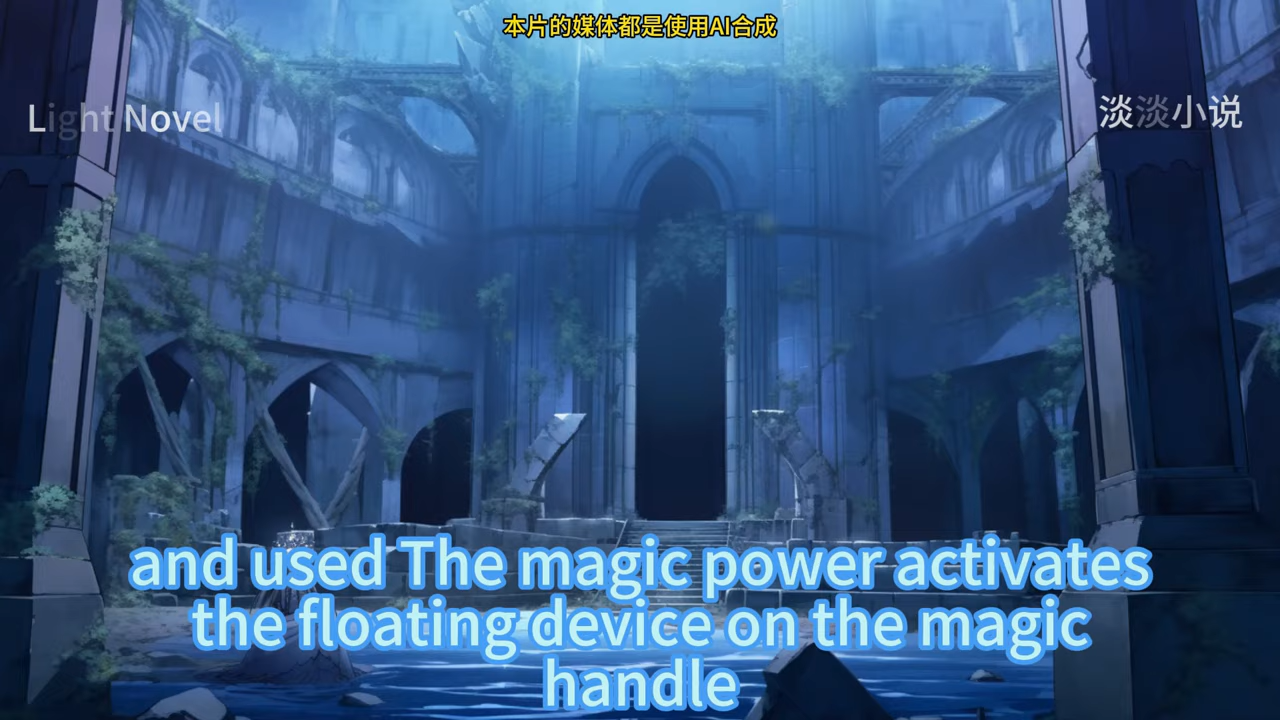 本片的媒体都是使用AI合成
Light Novel
淡淡小说
and used The magic power activates
the floating device on the magic
handle